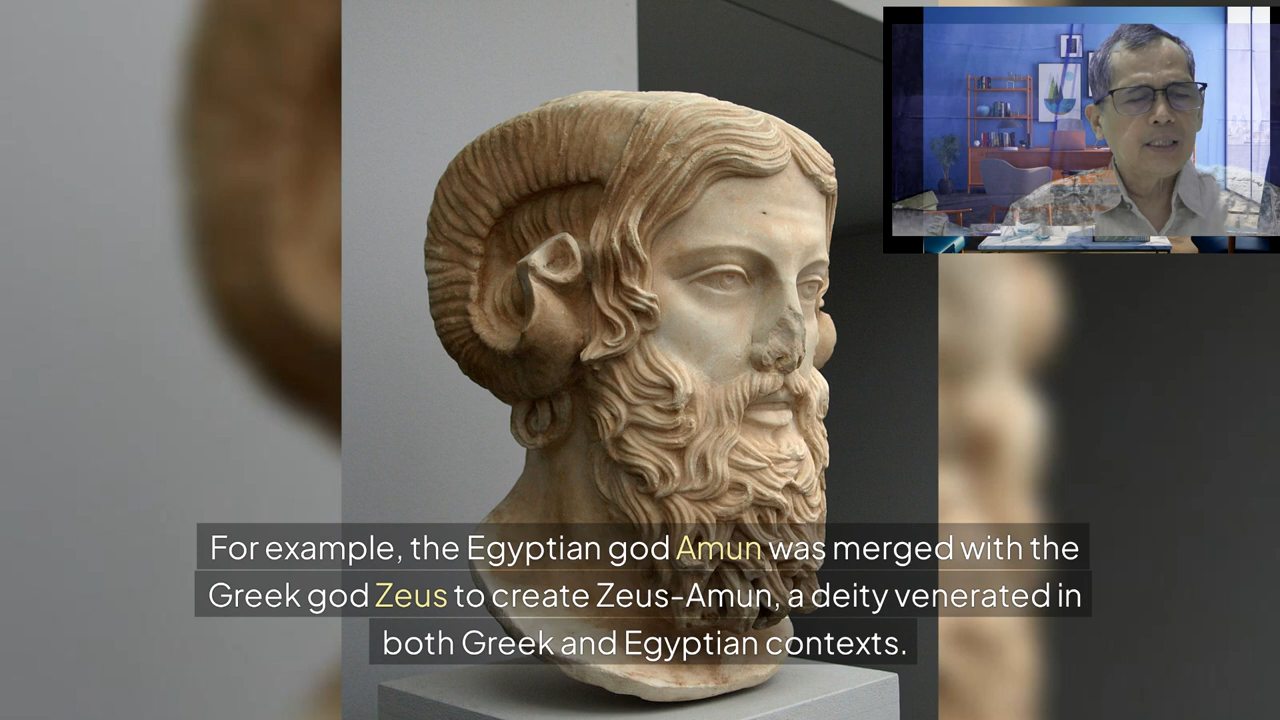 For example, the Egyptian god Amun was merged with the
Greek god Zeus to create Zeus-Amun, a deity venerated in
both Greek and Egyptian contexts.